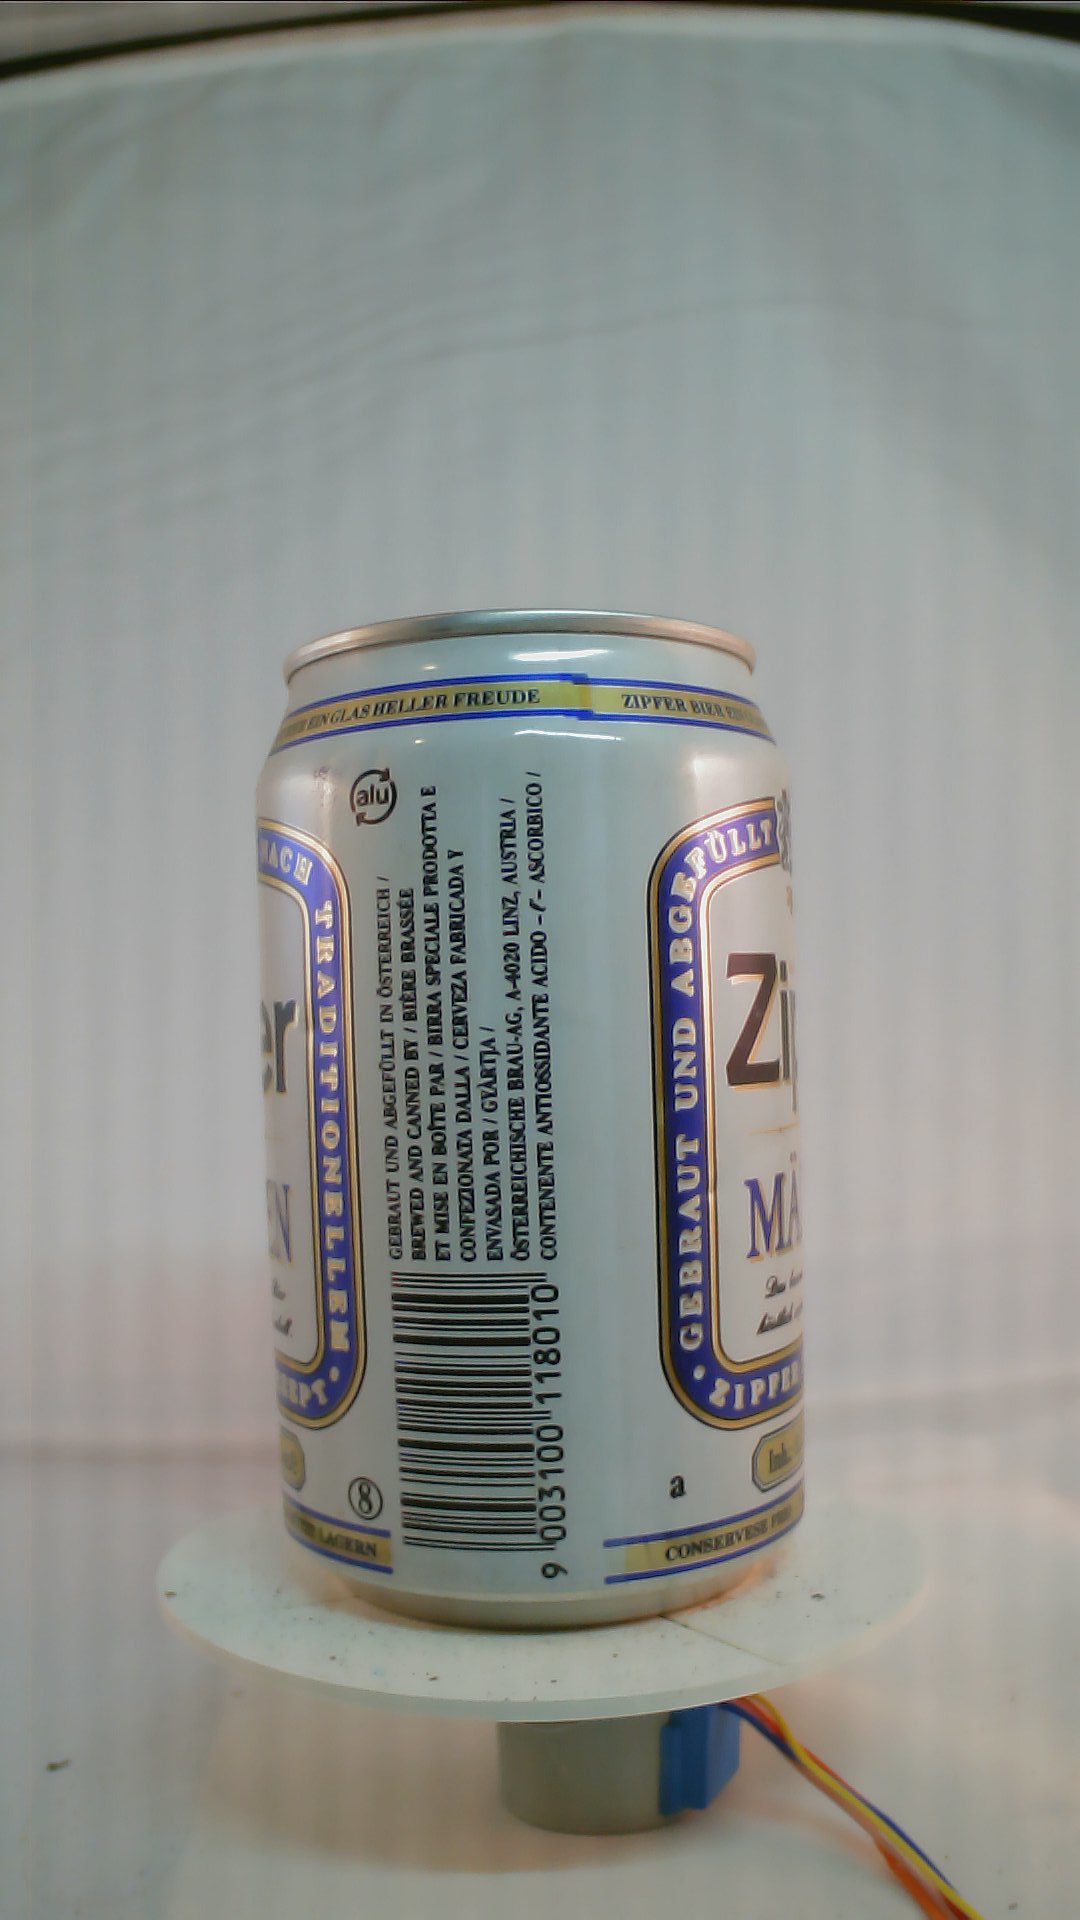 EIN GLAS HELLER FREUDE
ZIPFER BIER EIN
alu
GEBRAUT UND ABGEFÜLLT IN ÖSTERREICH /
BREWED AND CANNED BY / BIÈRE BRASSÉE
ET MISE EN BOÎTE PAR / BIRRA SPECIALE PRODOTTA E
CONFEZIONATA DALLA / CERVEZA FABRICADA Y
ENVASADA POR / GYÁRTJA /
ÖSTERREICHISCHE BRAU-AG, A-4020 LINZ, AUSTRIA /
CONTENENTE ANTIOSSIDANTE ACIDO -ℓ- ASCORBICO /
9 003100 118010
NACH TRADITIONELLEM
er
EN
GEBRAUT UND ABGEFÜLLT
Zip
MÄ
ZIPFER
8
a
LAGERN
CONSERVESE